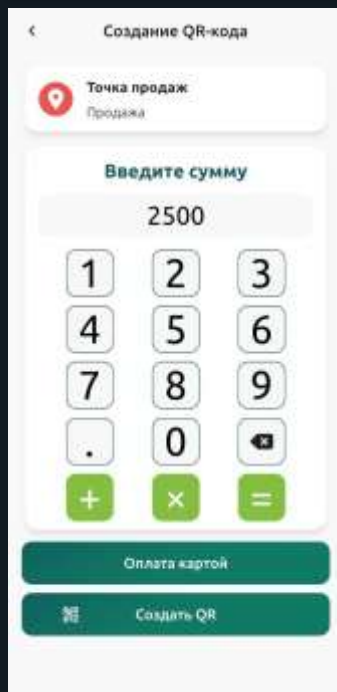 Создание QR-кода
Точка продаж
Продажа
Введите сумму
2500
1 2 3
4 5 6
7 8 9
. 0
+ × =
Оплата картой
Создать QR